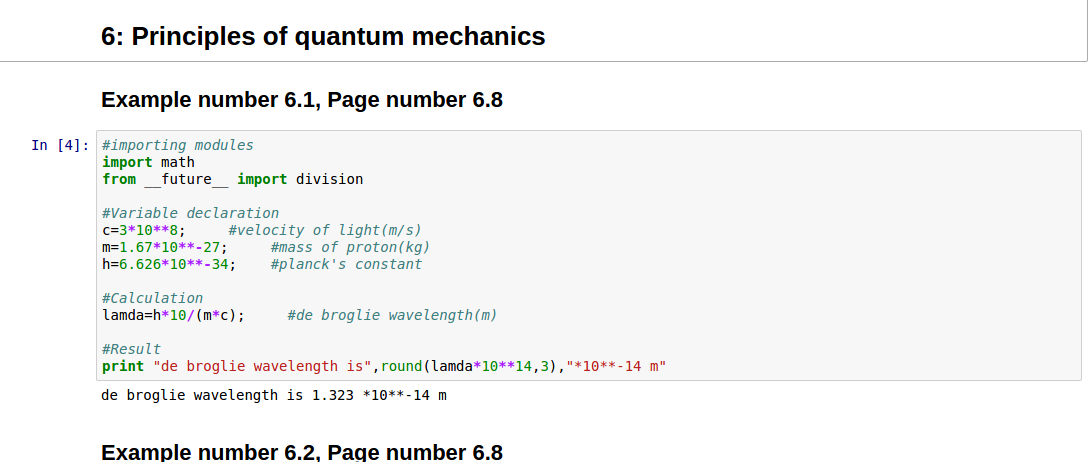 6: Principles of quantum mechanics
Example number 6.1, Page number 6.8
In [4]:
#importing modules
import math
from __future__ import division
#Variable declaration
c=3*10**8;     #velocity of light(m/s)
m=1.67*10**-27;     #mass of proton(kg)
h=6.626*10**-34;    #planck's constant
#Calculation
lamda=h*10/(m*c);     #de broglie wavelength(m)
#Result
print "de broglie wavelength is",round(lamda*10**14,3),"*10**-14 m"
de broglie wavelength is 1.323 *10**-14 m
Example number 6.2, Page number 6.8